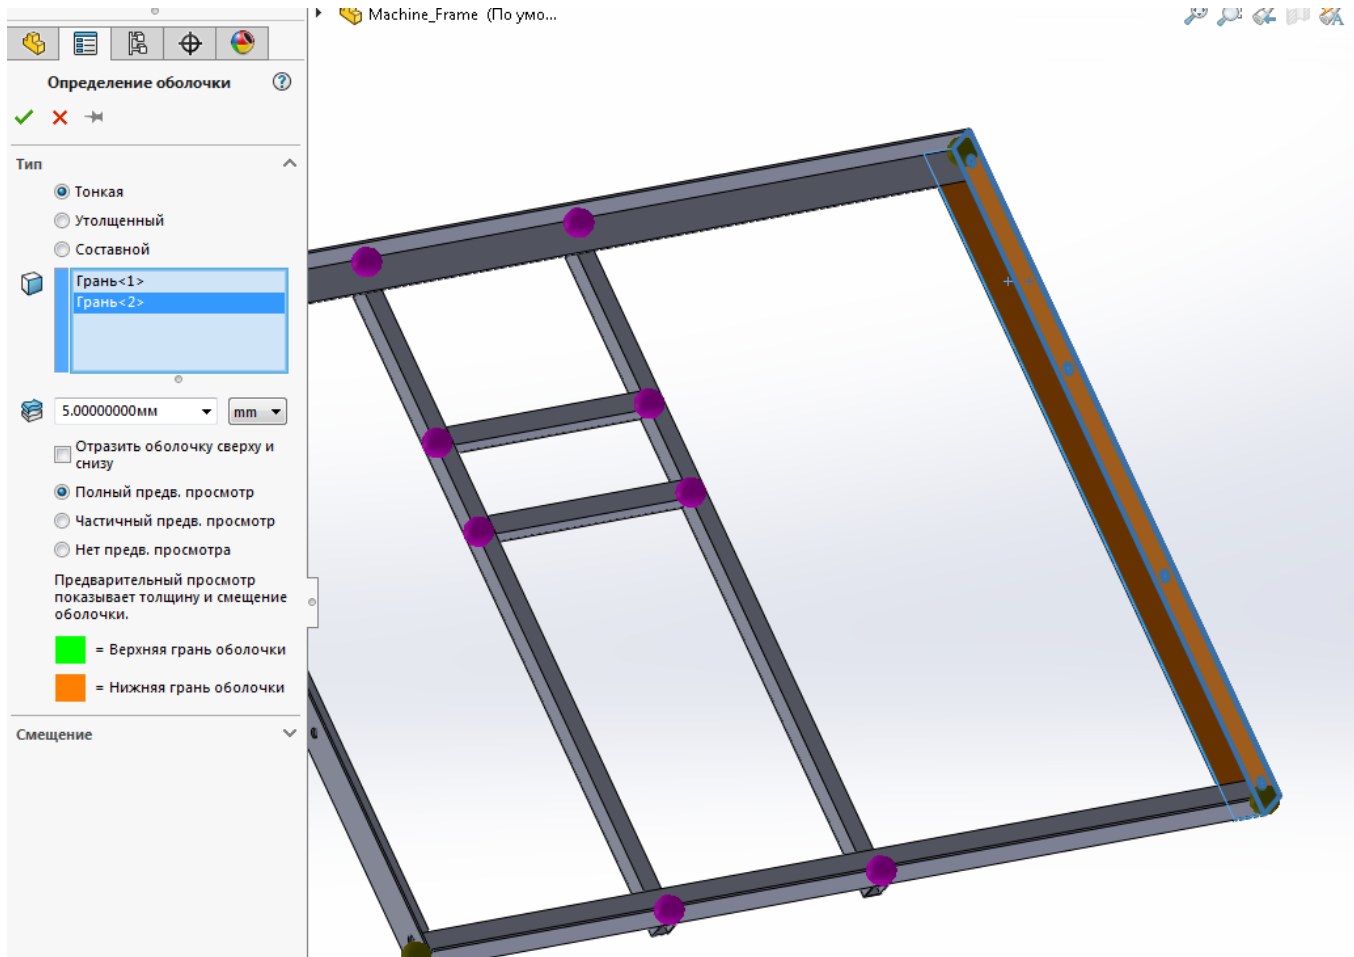 Machine_Frame (По умо...
Определение оболочки
Тип
Тонкая
Утолщенный
Составной
Грань<1>
Грань<2>
5.00000000мм
mm
Отразить оболочку сверху и
снизу
Полный предв. просмотр
Частичный предв. просмотр
Нет предв. просмотра
Предварительный просмотр
показывает толщину и смещение
оболочки.
= Верхняя грань оболочки
= Нижняя грань оболочки
Смещение